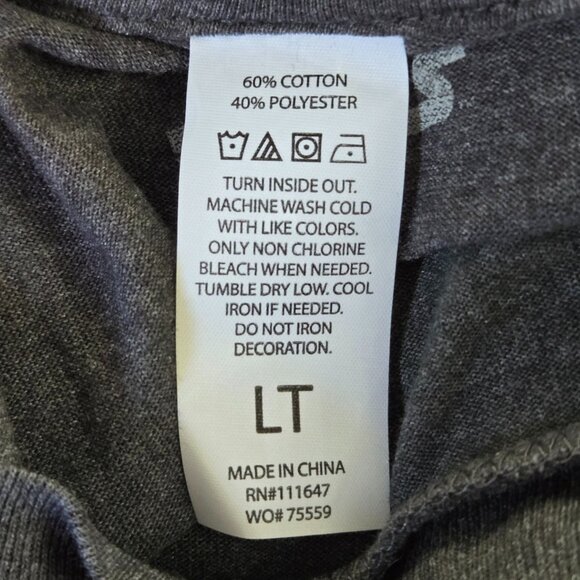 60% COTTON
40% POLYESTER
TURN INSIDE OUT.
MACHINE WASH COLD
WITH LIKE COLORS.
ONLY NON CHLORINE
BLEACH WHEN NEEDED.
TUMBLE DRY LOW. COOL
IRON IF NEEDED.
DO NOT IRON
DECORATION.
LT
MADE IN CHINA
RN#111647
WO# 75559